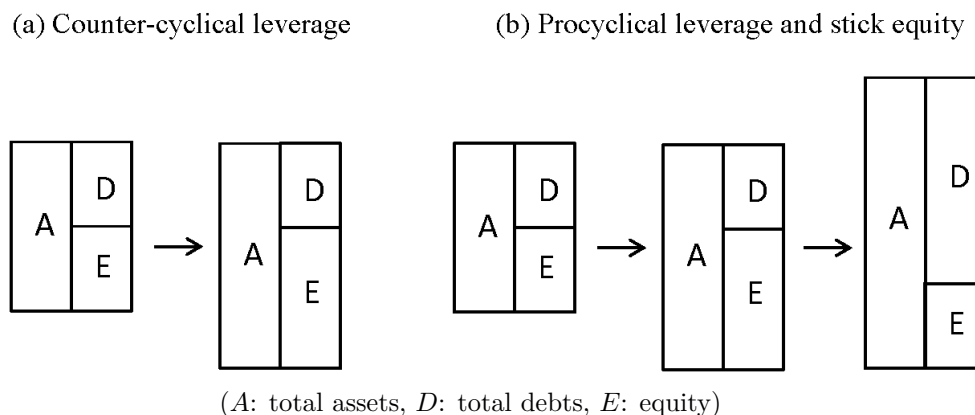 (a) Counter-cyclical leverage
(b) Procyclical leverage and stick equity
A D E
A D E
A D E
A D E
A D E
(A: total assets, D: total debts, E: equity)